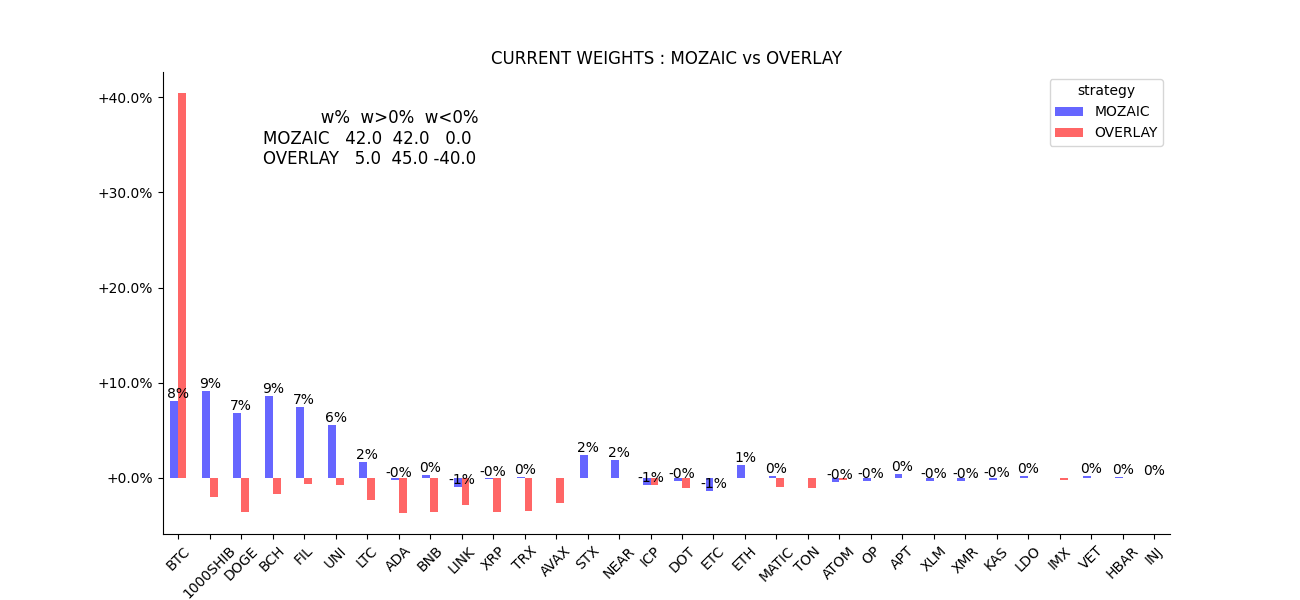 CURRENT WEIGHTS : MOZAIC vs OVERLAY
strategy
MOZAIC
OVERLAY
w% w>0% w<0%
MOZAIC 42.0 42.0 0.0
OVERLAY 5.0 45.0 -40.0
+40.0%
+30.0%
+20.0%
+10.0%
+0.0%
8% 9% 7% 9% 7% 6% 2% -0% 0% -1% -0% 0% 2% 2% -1% -0% -1% 1% 0% -0% -0% 0% -0% -0% -0% 0% 0% 0% 0%
BTC 1000SHIB DOGE BCH FIL UNI LTC ADA BNB LINK XRP TRX AVAX STX NEAR ICP DOT ETC ETH MATIC TON ATOM OP APT XLM XMR KAS LDO IMX VET HBAR INJ